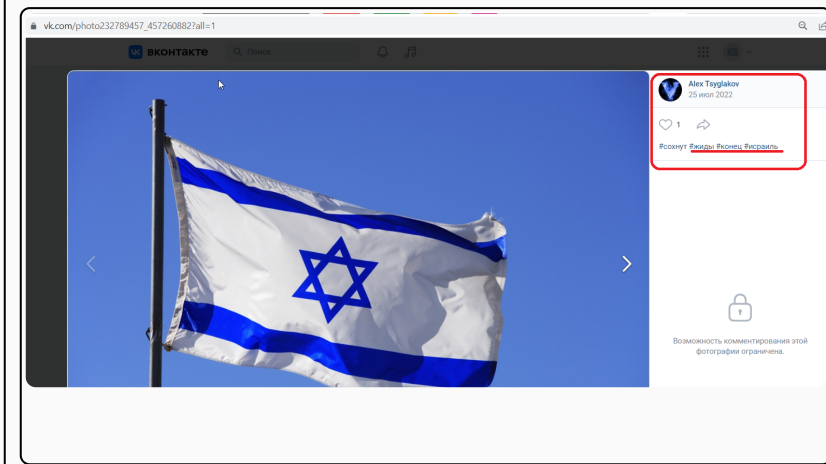 vk.com/photo232789457_457260882?all=1
вконтакте
Поиск
Alex Tsyglakov
25 июл 2022
1
#сохнут #жиды #конец #исраиль
Возможность комментирования этой
фотографии ограничена.